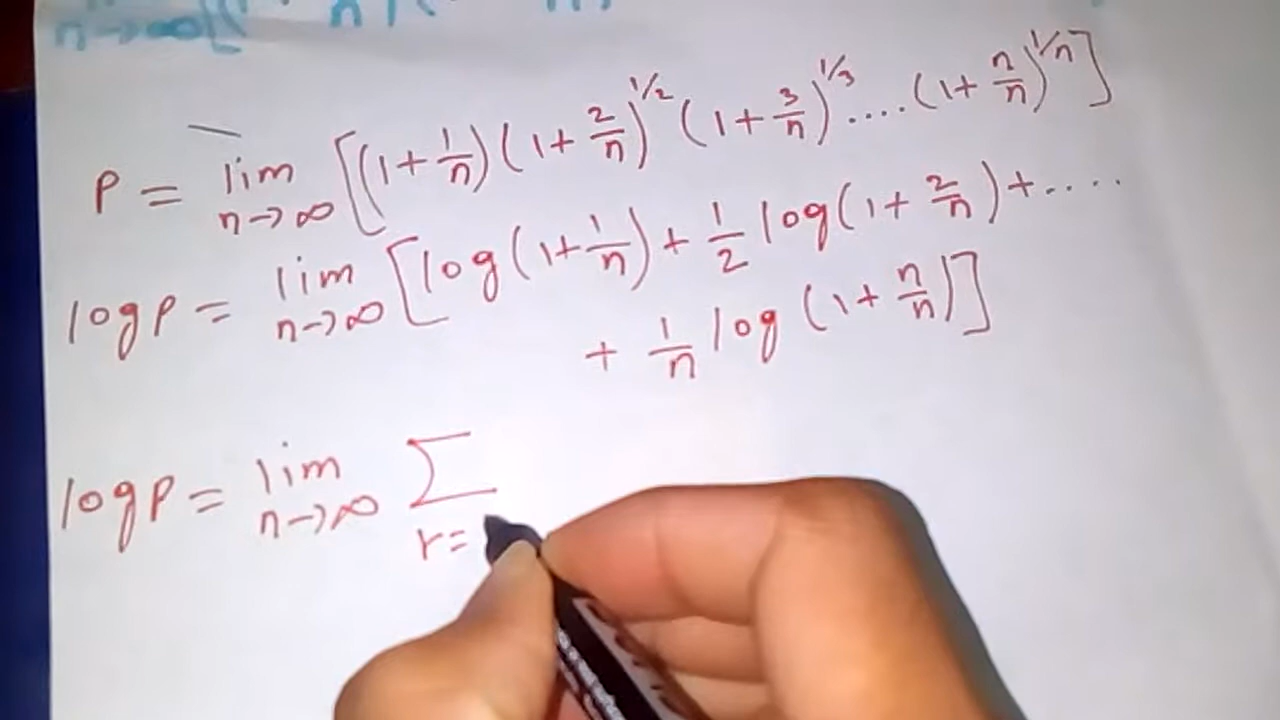 n→∞ n
P = lim n→∞ [(1+1/n)(1+2/n)^1/2 (1+3/n)^1/3 ....(1+n/n)^1/n]
log P = lim n→∞ [log(1+1/n) + 1/2 log(1+2/n)+....
+ 1/n log(1+n/n)]
log P = lim n→∞ Σ r=